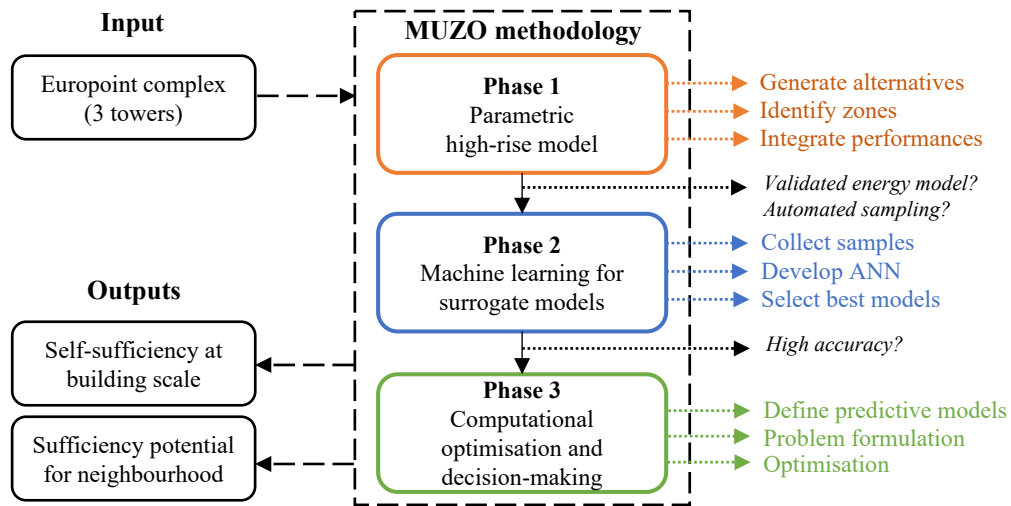 Input
Europoint complex
(3 towers)
MUZO methodology
Phase 1
Parametric
high-rise model
Generate alternatives
Identify zones
Integrate performances
Validated energy model?
Automated sampling?
Phase 2
Machine learning for
surrogate models
Collect samples
Develop ANN
Select best models
High accuracy?
Outputs
Self-sufficiency at
building scale
Sufficiency potential
for neighbourhood
Phase 3
Computational
optimisation and
decision-making
Define predictive models
Problem formulation
Optimisation